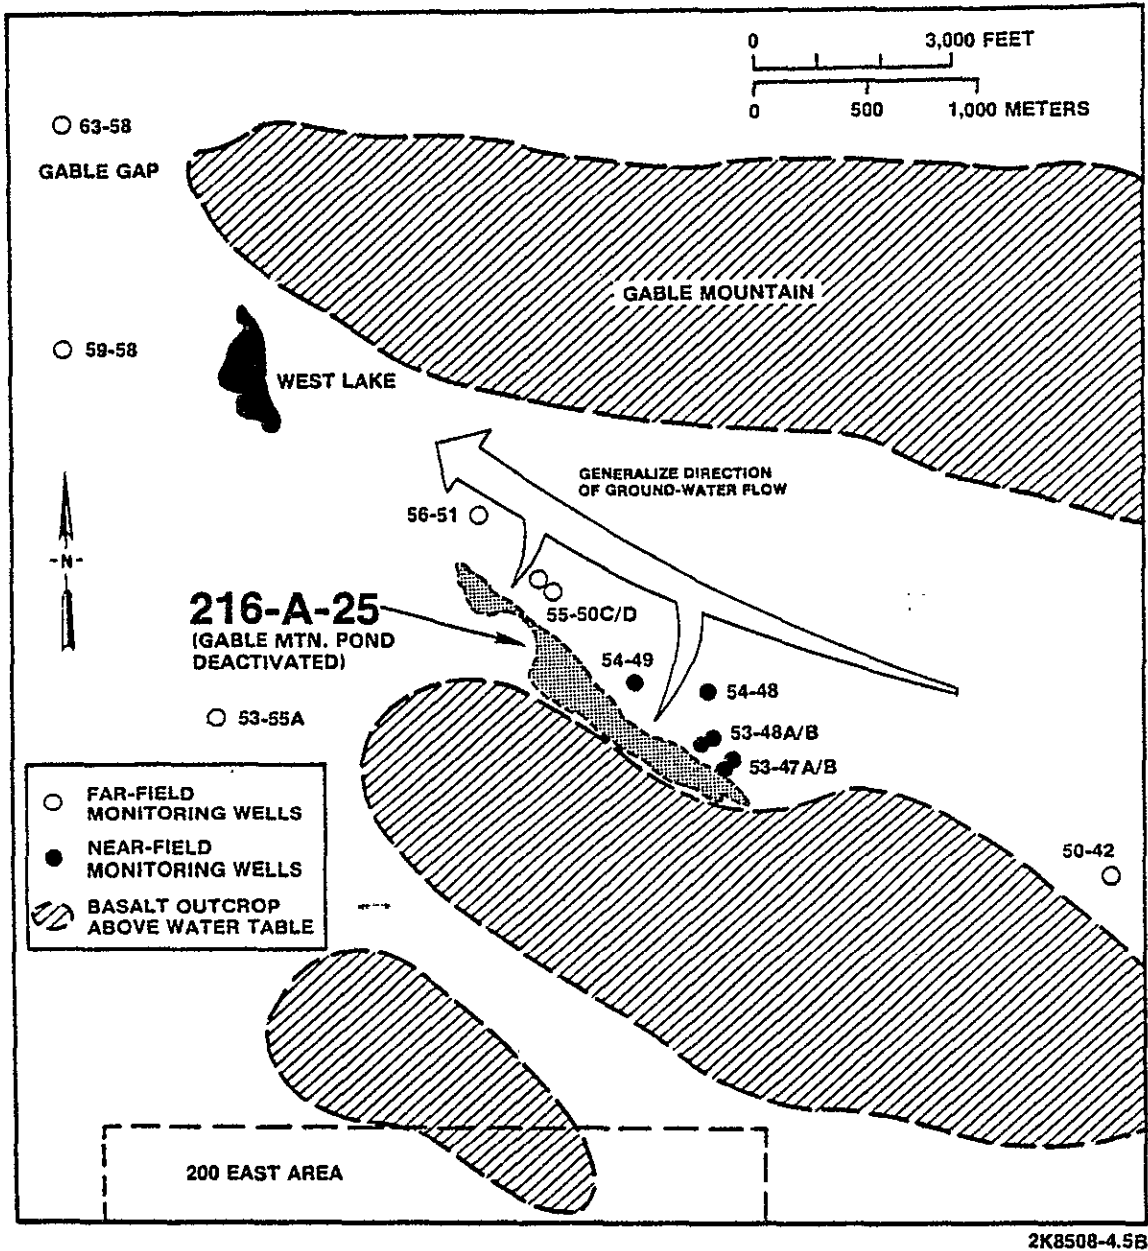 0 3,000 FEET
0 500 1,000 METERS
63-58
GABLE GAP
GABLE MOUNTAIN
59-58
WEST LAKE
GENERALIZE DIRECTION
OF GROUND-WATER FLOW
56-51
-N-
55-50C/D
216-A-25
(GABLE MTN. POND
DEACTIVATED)
54-49
54-48
53-55A
53-48A/B
53-47A/B
FAR-FIELD
MONITORING WELLS
NEAR-FIELD
MONITORING WELLS
BASALT OUTCROP
ABOVE WATER TABLE
50-42
200 EAST AREA
2K8508-4.5B